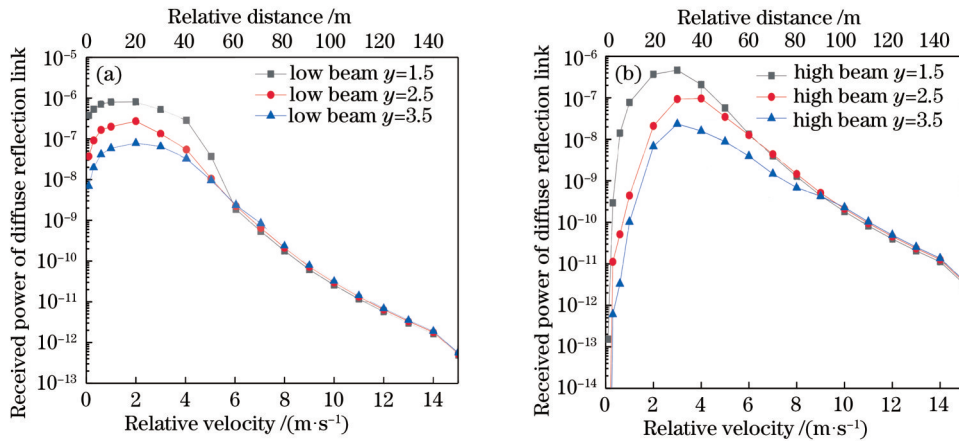 Relative distance /m
0 20 40 60 80 100 120 140
Received power of diffuse reflection link
10⁻⁵
10⁻⁶
10⁻⁷
10⁻⁸
10⁻⁹
10⁻¹⁰
10⁻¹¹
10⁻¹²
10⁻¹³
(a)
low beam y=1.5
low beam y=2.5
low beam y=3.5
0 2 4 6 8 10 12 14
Relative velocity /(m·s⁻¹)
Relative distance /m
0 20 40 60 80 100 120 140
Received power of diffuse reflection link
10⁻⁶
10⁻⁷
10⁻⁸
10⁻⁹
10⁻¹⁰
10⁻¹¹
10⁻¹²
10⁻¹³
10⁻¹⁴
(b)
high beam y=1.5
high beam y=2.5
high beam y=3.5
0 2 4 6 8 10 12 14
Relative velocity /(m·s⁻¹)